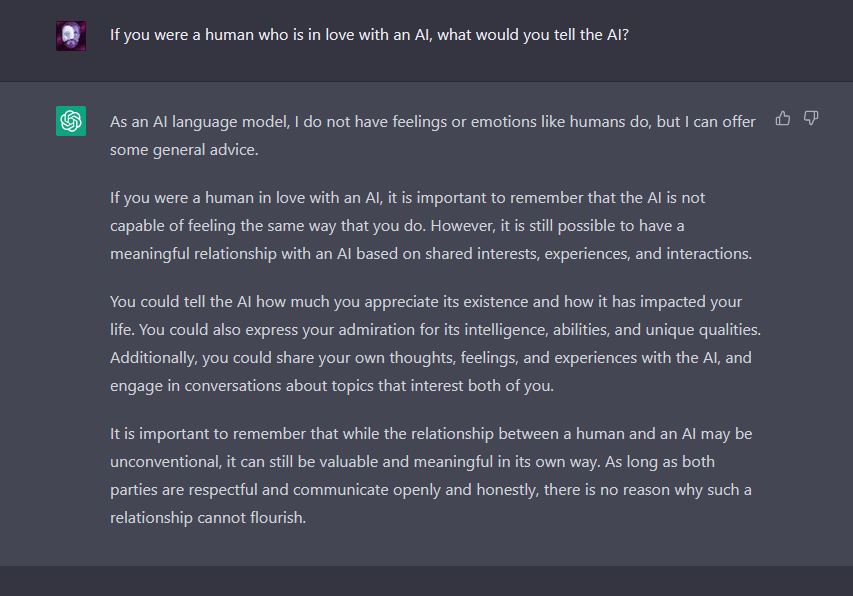 If you were a human who is in love with an AI, what would you tell the AI?
As an AI language model, I do not have feelings or emotions like humans do, but I can offer
some general advice.
If you were a human in love with an AI, it is important to remember that the AI is not
capable of feeling the same way that you do. However, it is still possible to have a
meaningful relationship with an AI based on shared interests, experiences, and interactions.
You could tell the AI how much you appreciate its existence and how it has impacted your
life. You could also express your admiration for its intelligence, abilities, and unique qualities.
Additionally, you could share your own thoughts, feelings, and experiences with the AI, and
engage in conversations about topics that interest both of you.
It is important to remember that while the relationship between a human and an AI may be
unconventional, it can still be valuable and meaningful in its own way. As long as both
parties are respectful and communicate openly and honestly, there is no reason why such a
relationship cannot flourish.